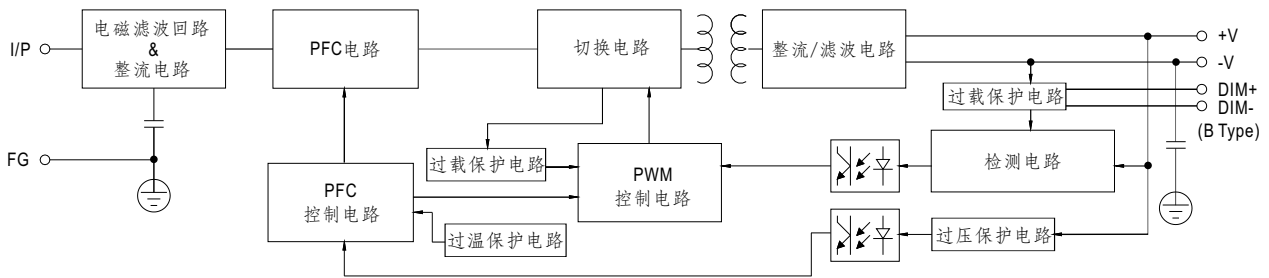 I/P
电磁滤波回路
&
整流电路
PFC电路
切换电路
整流/滤波电路
+V
-V
过载保护电路
DIM+
DIM-
(B Type)
FG
过载保护电路
PWM
控制电路
检测电路
PFC
控制电路
过温保护电路
过压保护电路